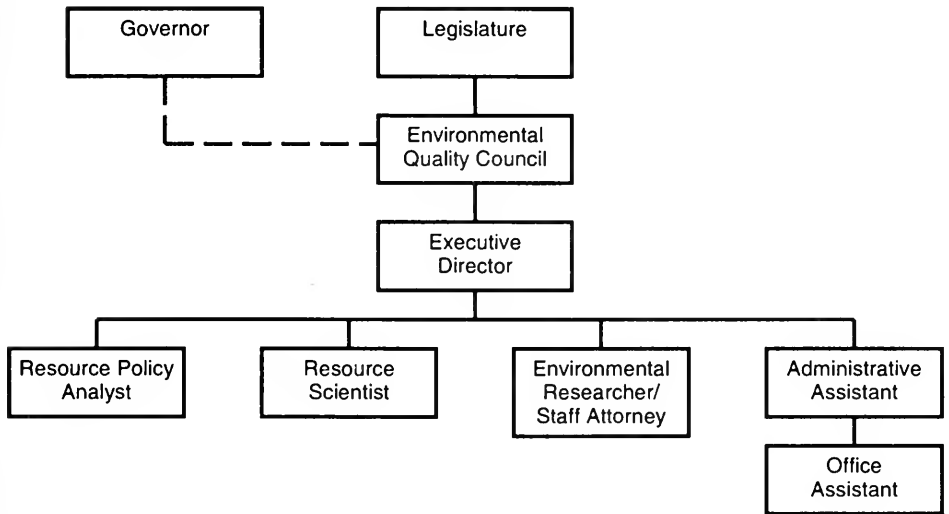 Governor
Legislature
Environmental
Quality Council
Executive
Director
Resource Policy
Analyst
Resource
Scientist
Environmental
Researcher/
Staff Attorney
Administrative
Assistant
Office
Assistant